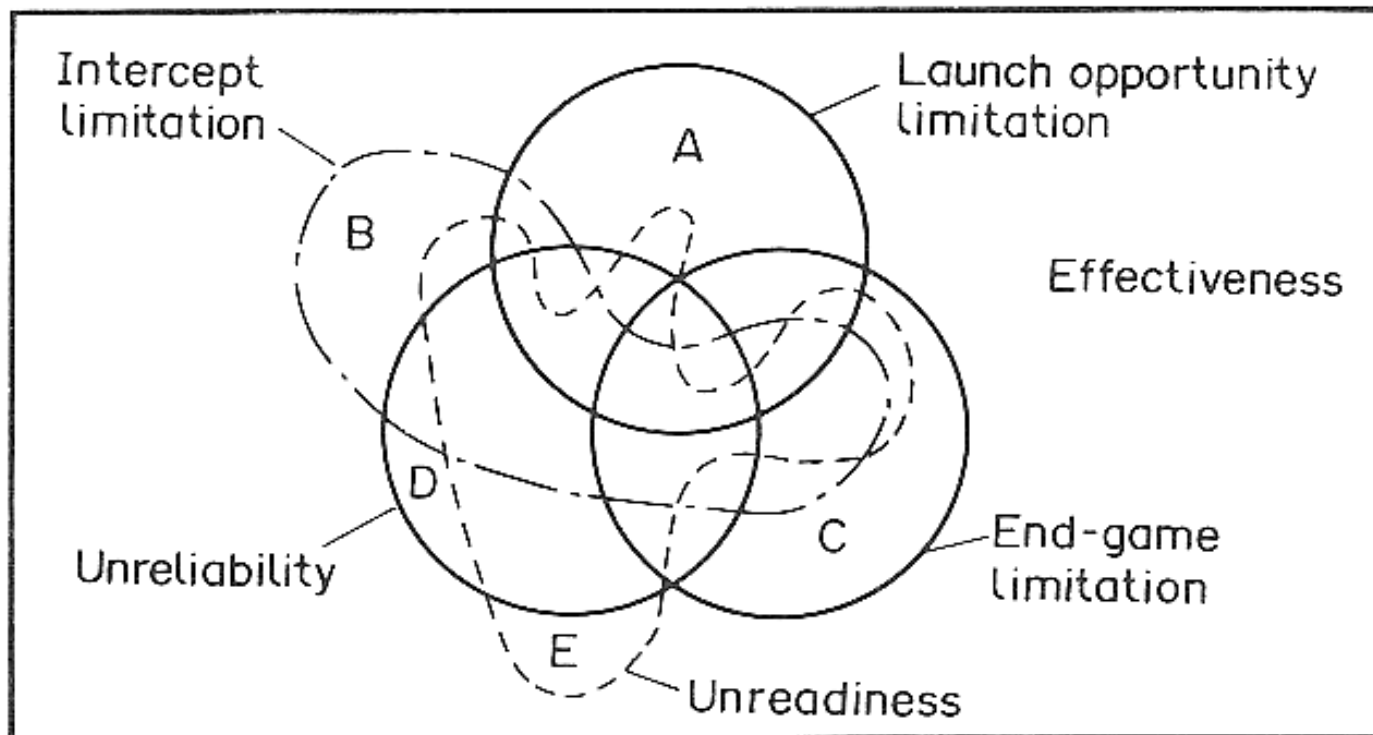 Intercept
limitation
Launch opportunity
limitation
A
B
Effectiveness
D
C
Unreliability
End-game
limitation
E
Unreadiness